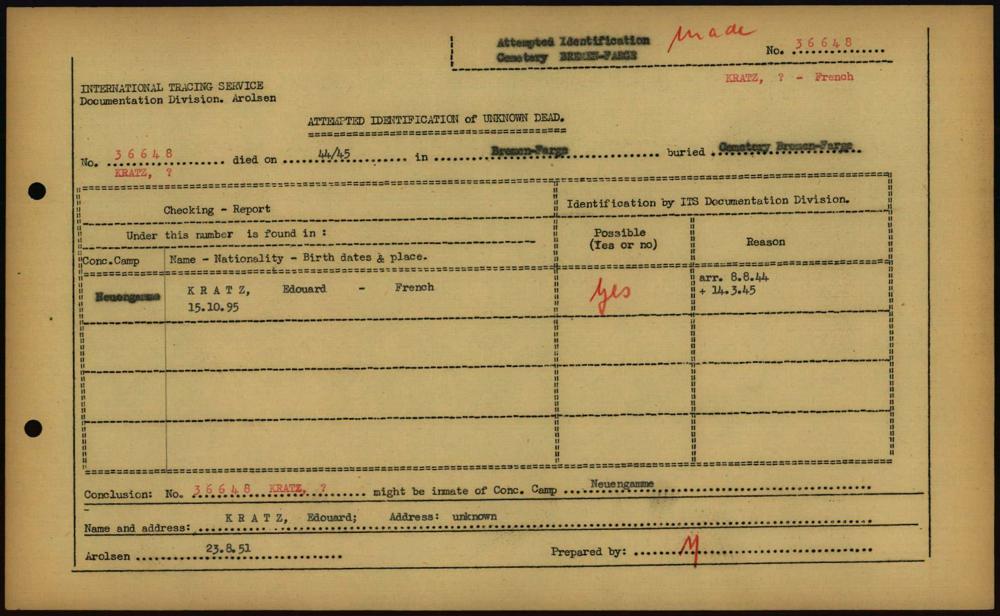 Attempted Identification made No. 36648
Cemetery BREMEN-FARGE
KRATZ, ? - French
INTERNATIONAL TRACING SERVICE
Documentation Division. Arolsen
ATTEMPTED IDENTIFICATION of UNKNOWN DEAD.
No. 36648 died on 44/45 in Bremen-Farge buried Cemetery Bremen-Farge
KRATZ, ?
Checking - Report
Identification by ITS Documentation Division.
Under this number is found in :
Possible
(Yes or no)
Reason
Conc.Camp Name - Nationality - Birth dates & place.
Neuengamme KRATZ, Edouard - French yes arr. 8.8.44
15.10.95 + 14.3.45
Conclusion: No. 36648 KRATZ, ? might be inmate of Conc. Camp Neuengamme
Name and address: KRATZ, Edouard; Address: unknown
Arolsen 23.8.51 Prepared by: M